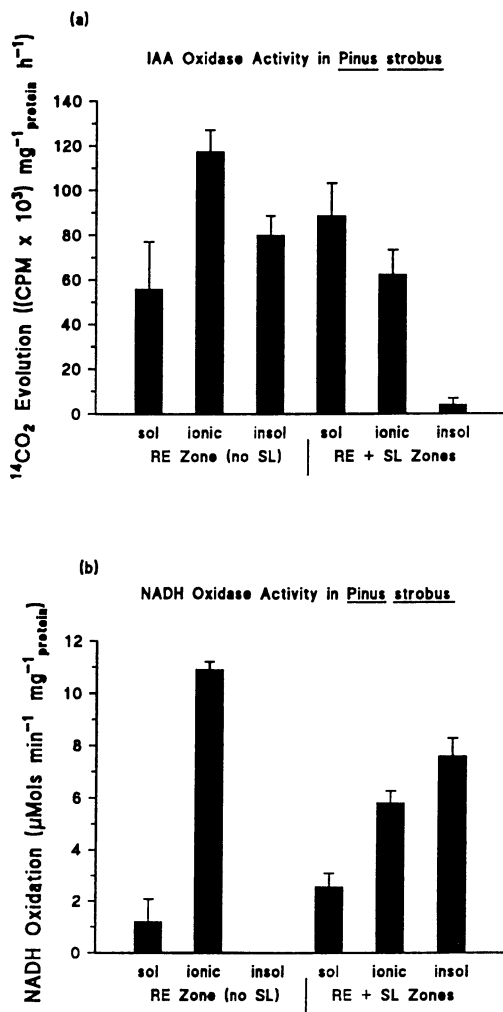 (a)
IAA Oxidase Activity in Pinus strobus
¹⁴CO₂ Evolution ((CPM x 10³) mg⁻¹protein h⁻¹)
140
120
100
80
60
40
20
0
sol ionic insol sol ionic insol
RE Zone (no SL) RE + SL Zones
(b)
NADH Oxidase Activity in Pinus strobus
NADH Oxidation (µMols min⁻¹ mg⁻¹protein)
12
10
8
6
4
2
0
sol ionic insol sol ionic insol
RE Zone (no SL) RE + SL Zones